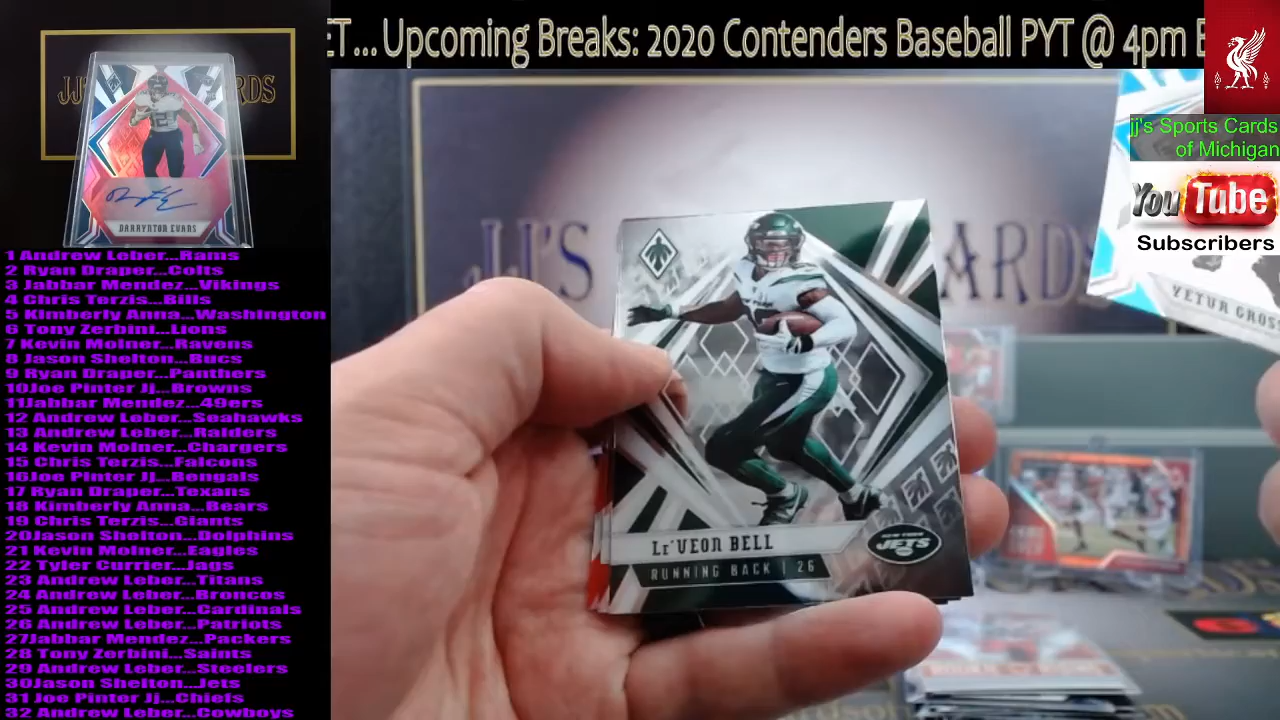 ET...Upcoming Breaks: 2020 Contenders Baseball PYT @ 4pm E
jj's Sports Cards
of Michigan
You Tube
Subscribers
DARRYNTON EVANS
1 Andrew Leber...Rams
2 Ryan Draper...Colts
3 Jabbar Mendez...Vikings
4 Chris Terzis...Bills
5 Kimberly Anna...Washington
6 Tony Zerbini...Lions
7 Kevin Molner...Ravens
8 Jason Shelton...Bucs
9 Ryan Draper...Panthers
10Joe Pinter Jj...Browns
11Jabbar Mendez...49ers
12 Andrew Leber...Seahawks
13 Andrew Leber...Raiders
14 Kevin Molner...Chargers
15 Chris Terzis...Falcons
16Joe Pinter Jj...Bengals
17 Ryan Draper...Texans
18 Kimberly Anna...Bears
19 Chris Terzis...Giants
20Jason Shelton...Dolphins
21 Kevin Molner...Eagles
22 Tyler Currier...Jags
23 Andrew Leber...Titans
24 Andrew Leber...Broncos
25 Andrew Leber...Cardinals
26 Andrew Leber...Patriots
27Jabbar Mendez...Packers
28 Tony Zerbini...Saints
29 Andrew Leber...Steelers
30Jason Shelton...Jets
31 Joe Pinter Jj...Chiefs
32 Andrew Leber...Cowboys
JJ'S CARDS
YETUR GROS
LE'VEON BELL
RUNNING BACK | 26
NEW YORK
JETS